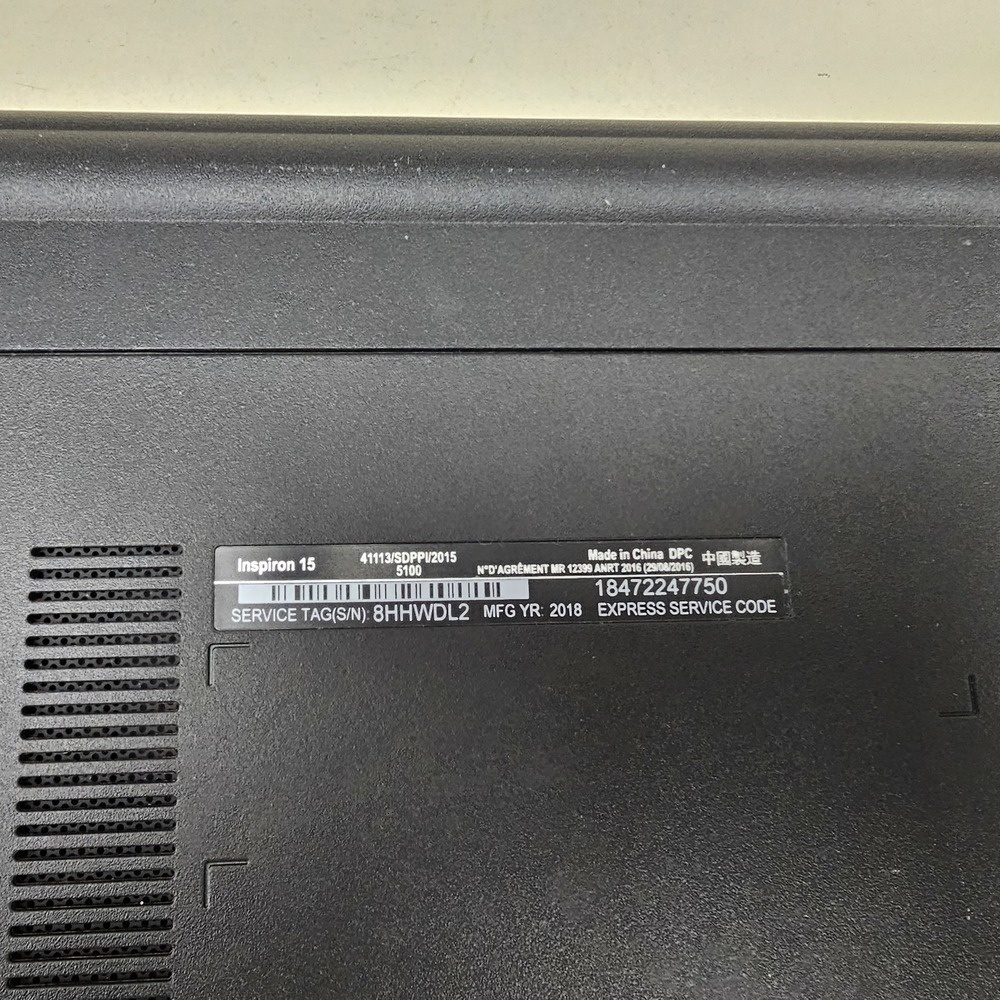 Inspiron 15 41113/SDPPI/2015 Made in China DPC 中國製造
5100 N°D'AGRÉMENT MR 12399 ANRT 2016 (29/08/2016)
18472247750
SERVICE TAG(S/N): 8HHWDL2 MFG YR: 2018 EXPRESS SERVICE CODE